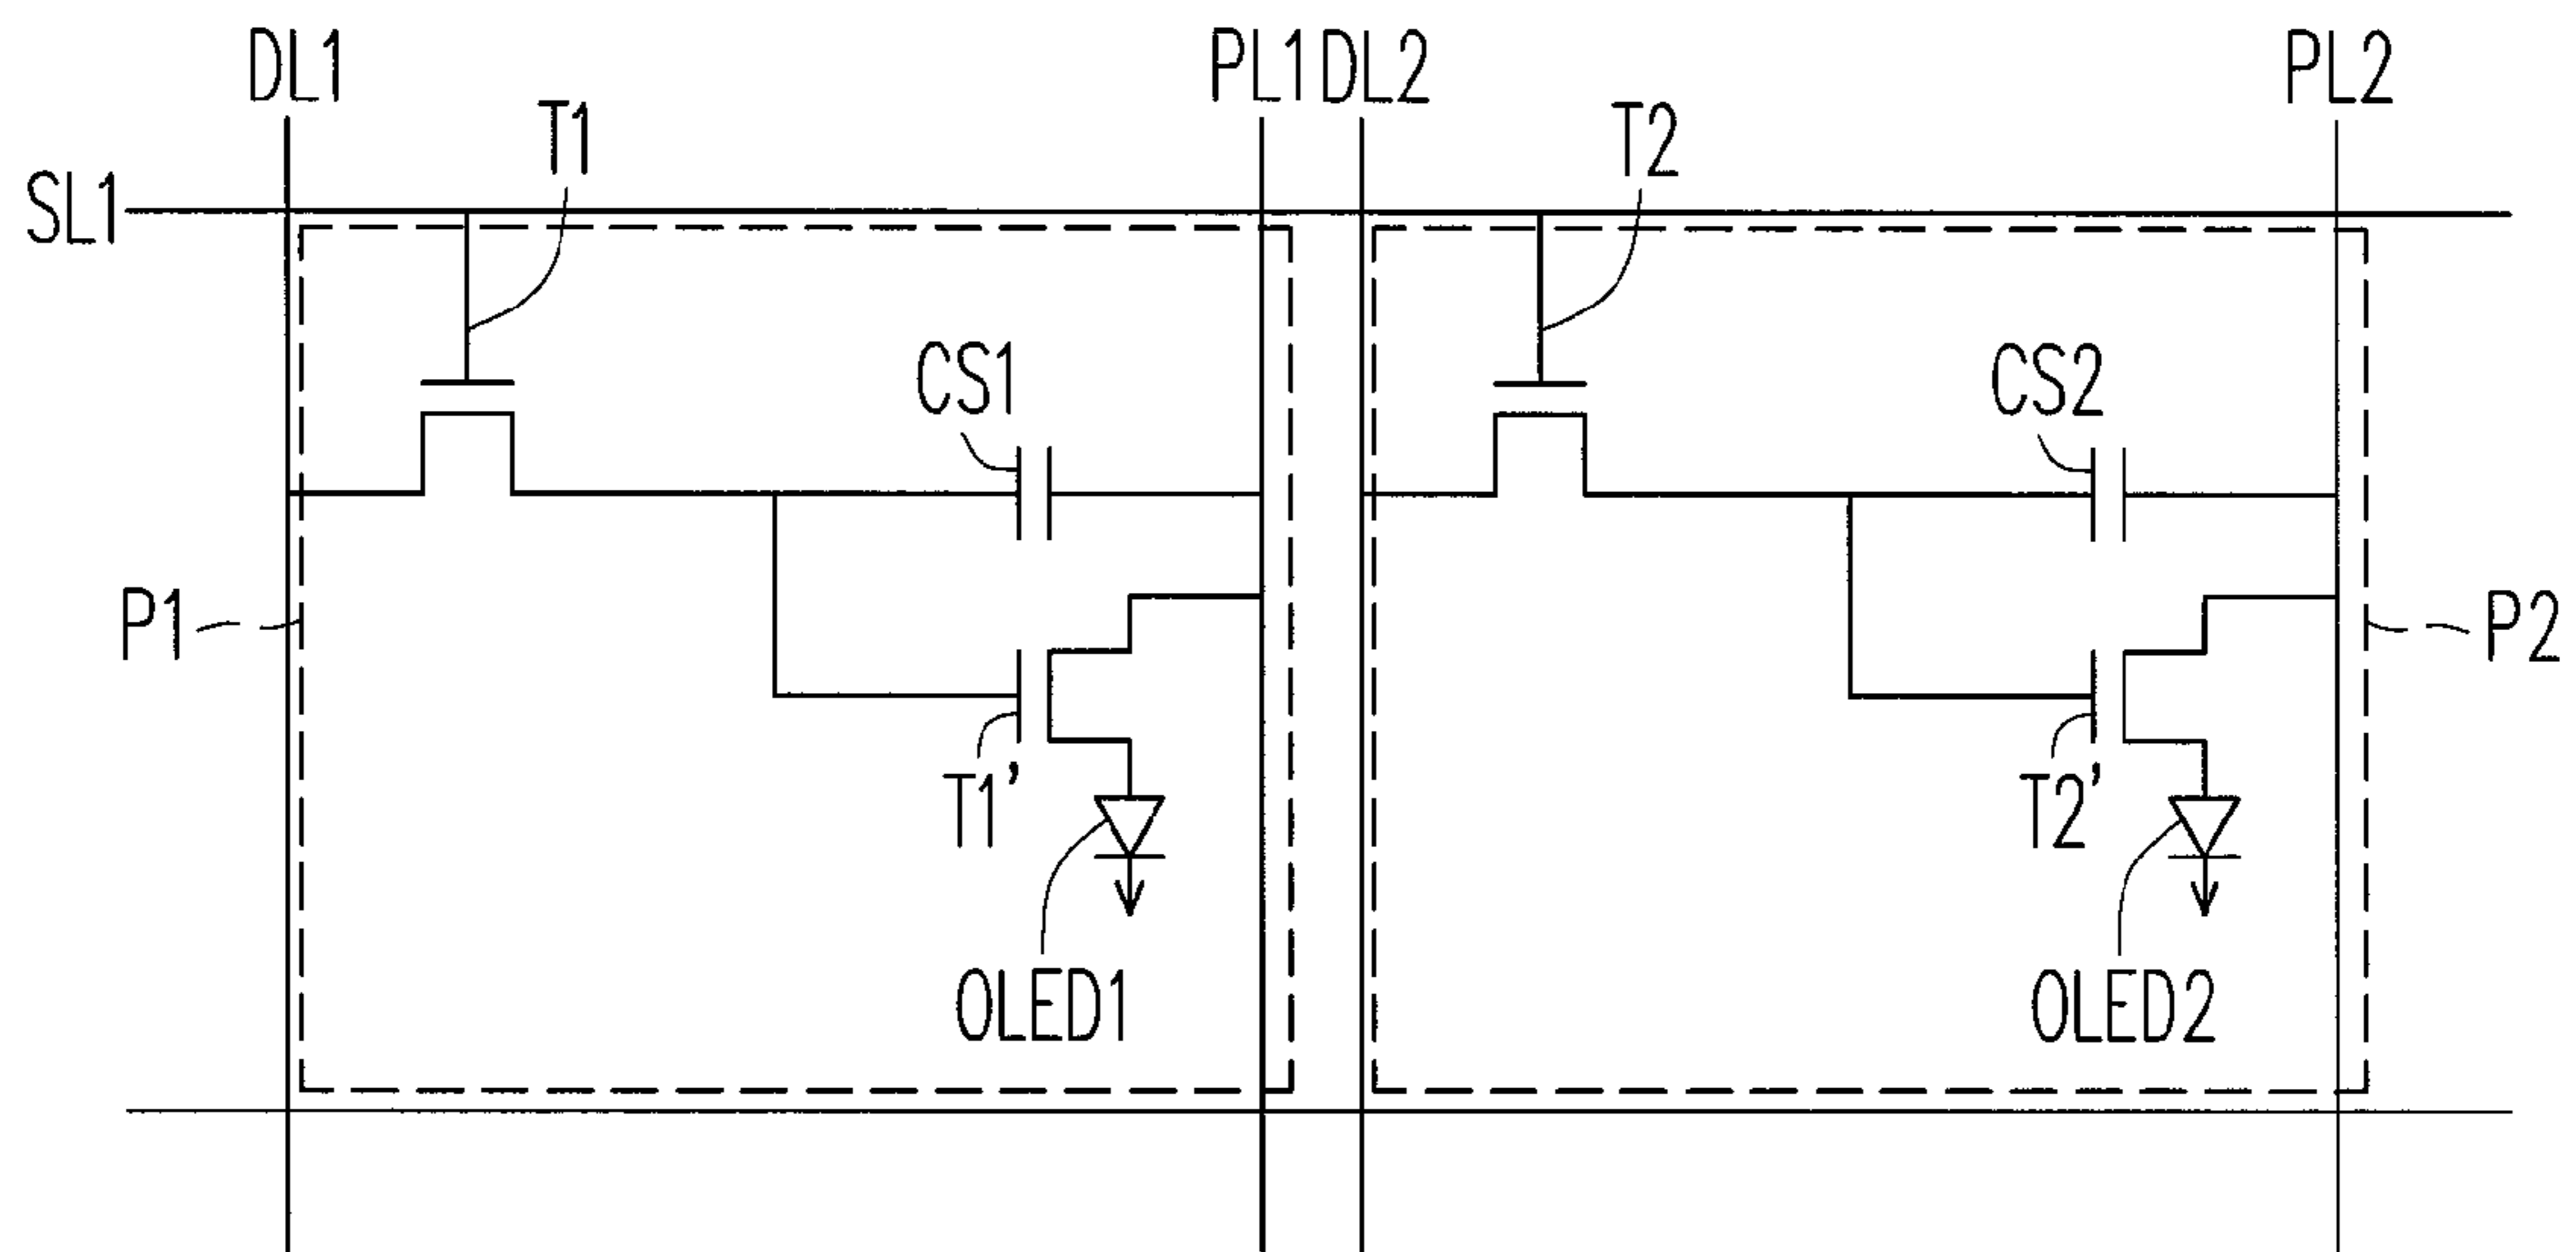 DL1
PL1
DL2
PL2
T1
T2
SL1
CS1
CS2
P1
P2
T1'
T2'
OLED1
OLED2